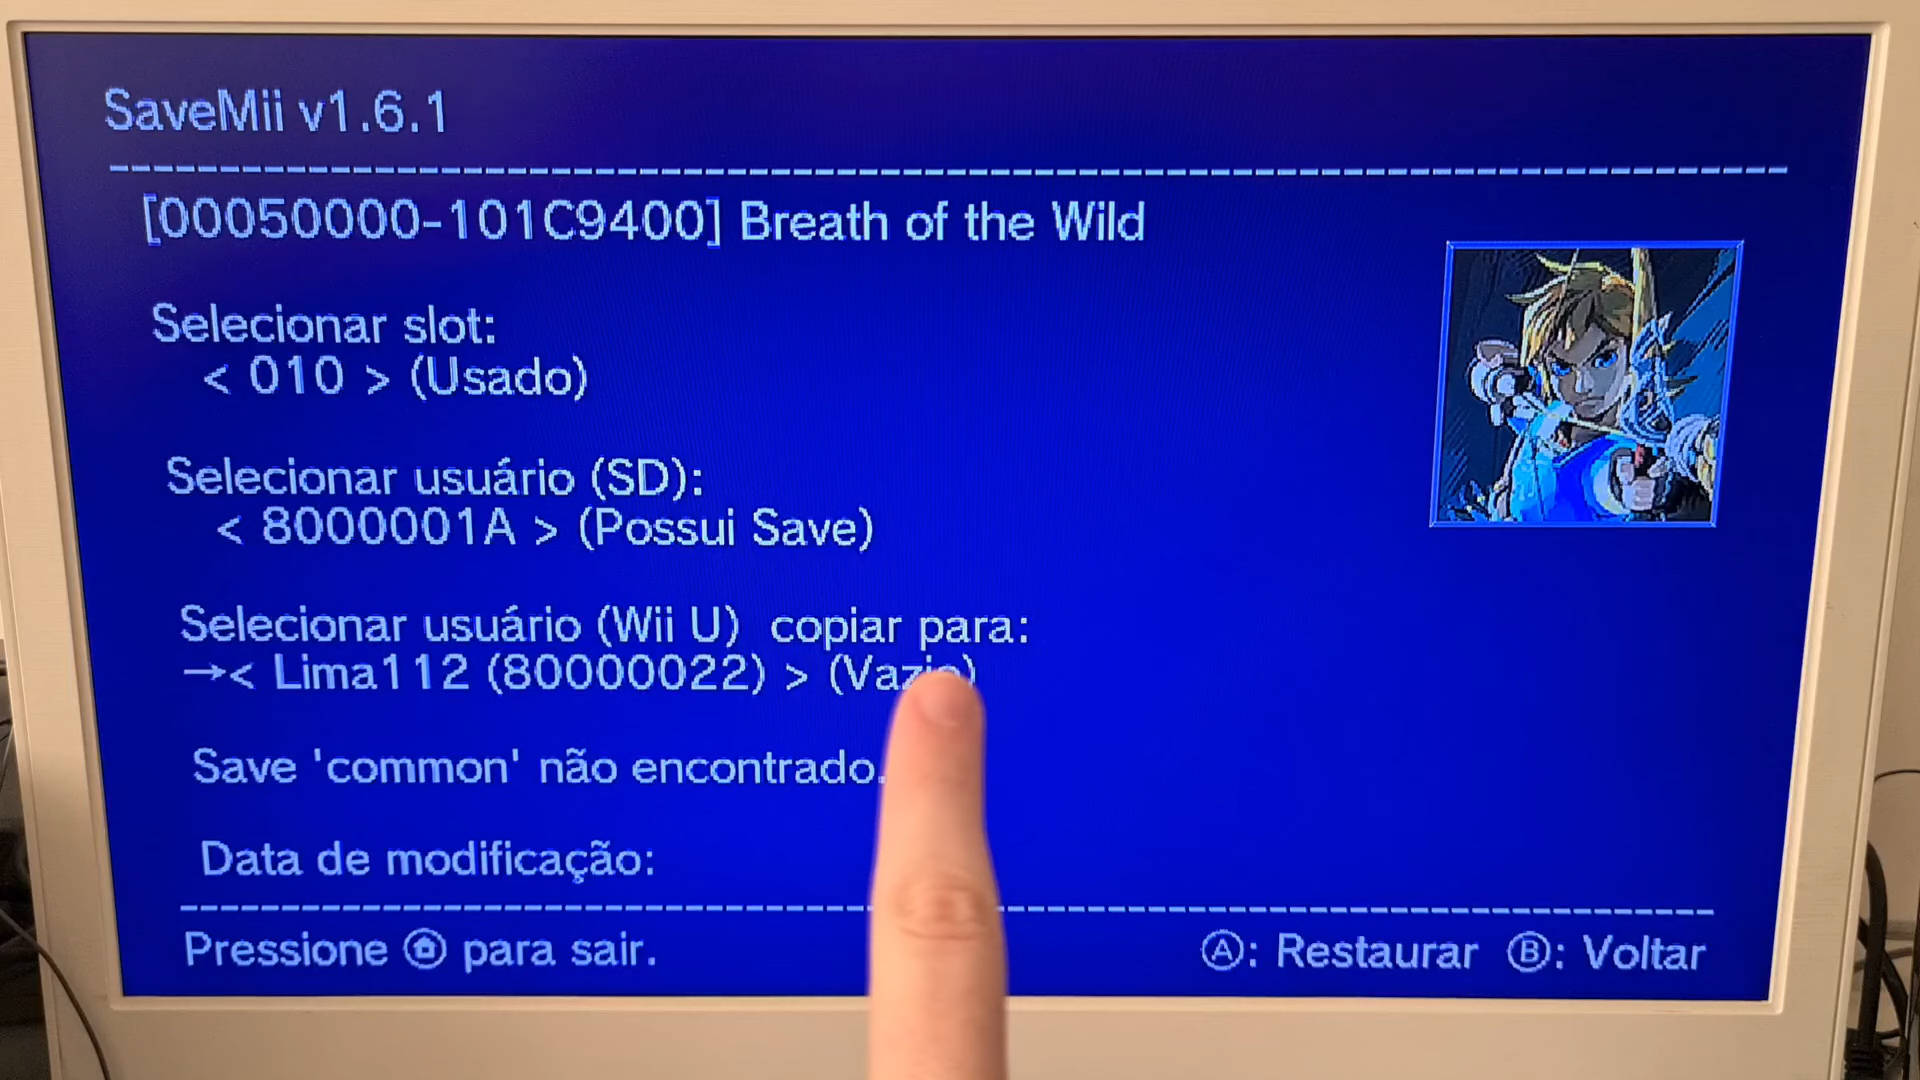 SaveMii v1.6.1
[00050000-101C9400] Breath of the Wild
Selecionar slot:
< 010 > (Usado)
Selecionar usuário (SD):
< 8000001A > (Possui Save)
Selecionar usuário (Wii U) copiar para:
→< Lima112 (80000022) > (Vazio)
Save 'common' não encontrado.
Data de modificação:
Pressione para sair.
Ⓐ: Restaurar Ⓑ: Voltar